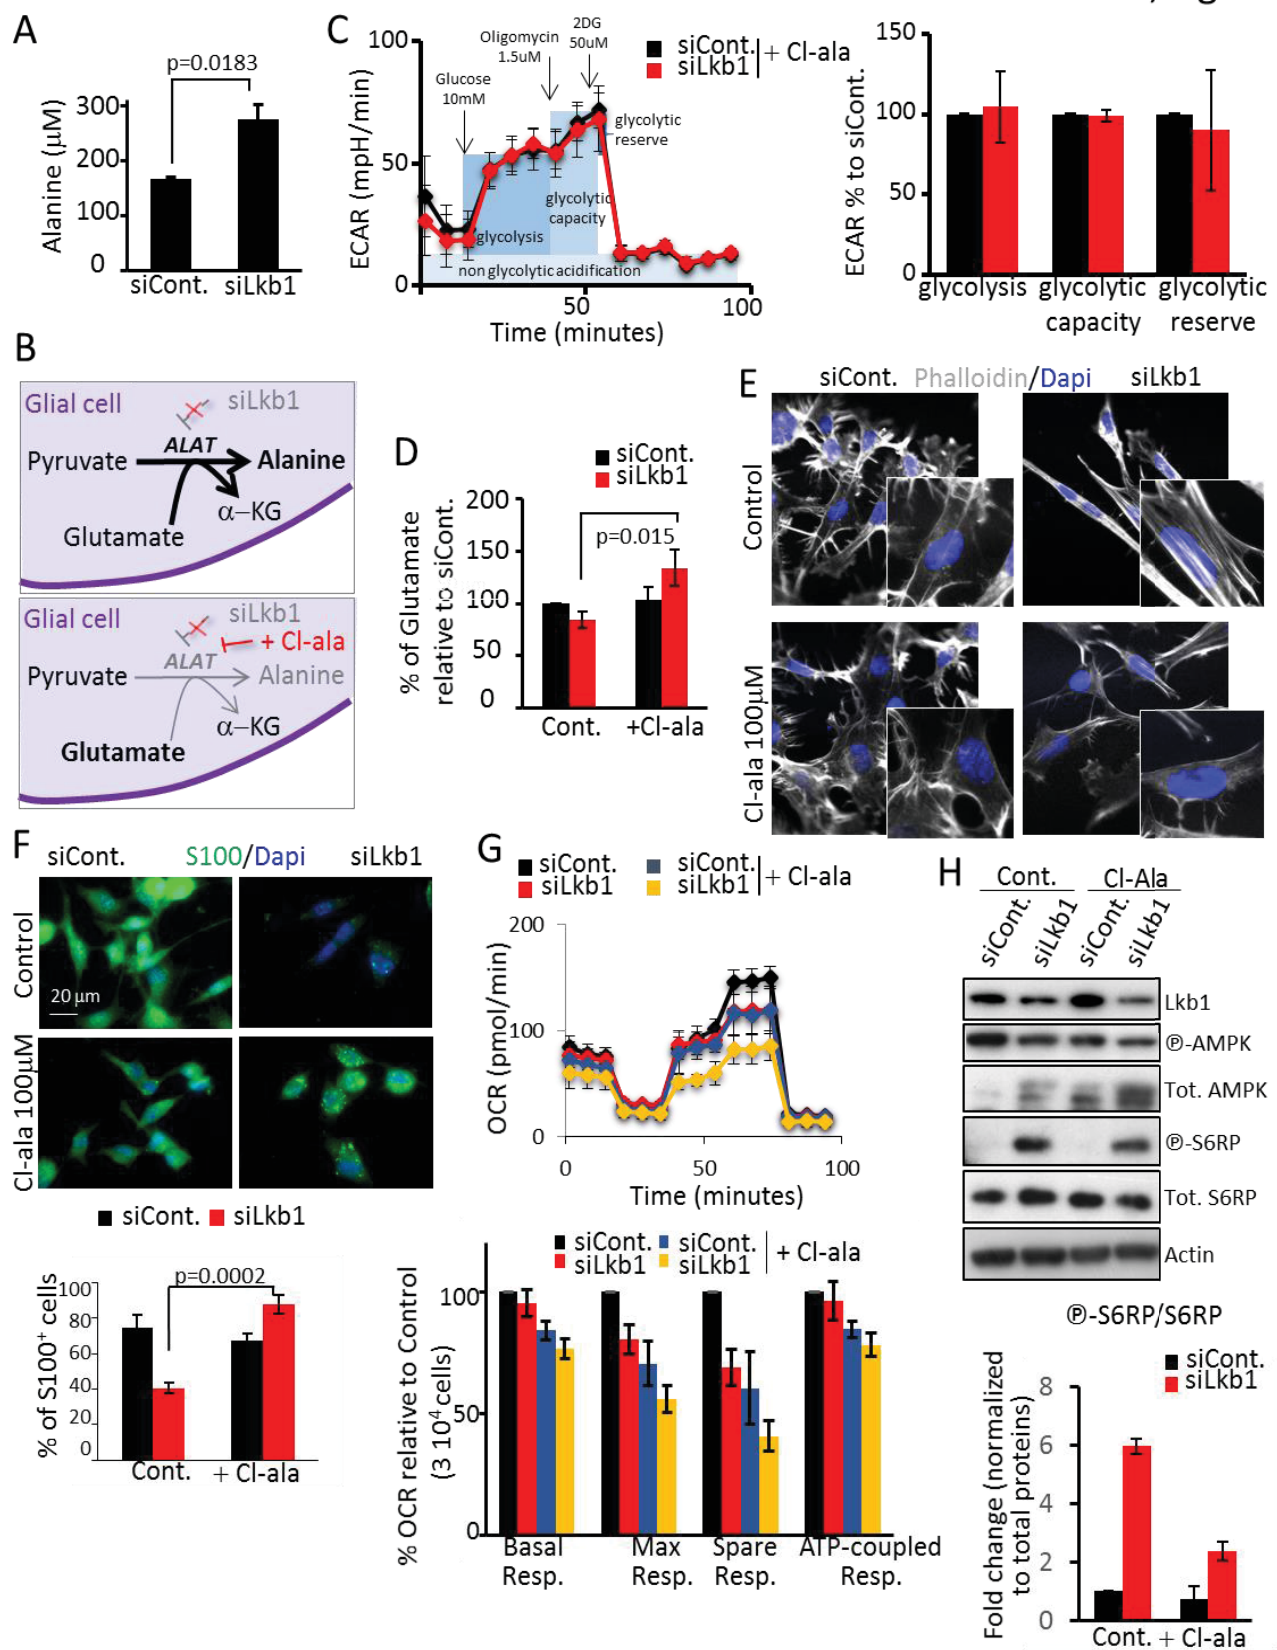 A
p=0.0183
Alanine (µM)
300
200
100
0
siCont. siLkb1
C
ECAR (mpH/min)
100
50
0
Glucose
10mM
Oligomycin
1.5uM
2DG
50uM
siCont.
siLkb1
+ Cl-ala
glycolytic
reserve
glycolytic
capacity
glycolysis
non glycolytic acidification
50
100
Time (minutes)
ECAR % to siCont.
150
100
50
0
glycolysis glycolytic glycolytic
capacity reserve
B
Glial cell
siLkb1
ALAT
Pyruvate
Alanine
α–KG
Glutamate
Glial cell
siLkb1
+ Cl-ala
ALAT
Pyruvate
Alanine
α–KG
Glutamate
D
siCont.
siLkb1
% of Glutamate
relative to siCont.
200
150
100
50
0
p=0.015
Cont. +Cl-ala
E
siCont. Phalloidin/Dapi siLkb1
Control
Cl-ala 100µM
F
siCont. S100/Dapi siLkb1
Control
20 µm
Cl-ala 100µM
siCont. siLkb1
% of S100+ cells
100
80
60
40
20
0
p=0.0002
Cont. + Cl-ala
G
siCont.
siLkb1
siCont.
siLkb1
+ Cl-ala
OCR (pmol/min)
200
100
0
0 50 100
Time (minutes)
siCont.
siLkb1
siCont.
siLkb1
+ Cl-ala
% OCR relative to Control
(3 10⁴ cells)
100
50
0
Basal Max Spare ATP-coupled
Resp. Resp. Resp. Resp.
H
Cont. Cl-Ala
siCont. siLkb1 siCont. siLkb1
Lkb1
Ⓟ-AMPK
Tot. AMPK
Ⓟ-S6RP
Tot. S6RP
Actin
Ⓟ-S6RP/S6RP
siCont.
siLkb1
Fold change (normalized
to total proteins)
8
6
4
2
0
Cont. + Cl-ala